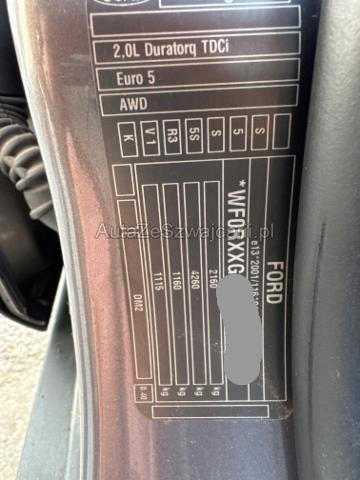 2,0L Duratorq TDCi
Euro 5
AWD
K V1 R3 5S S 5 S
FORD
e13*2001/116
*WF0RXXG
2160 kg
4260 kg
1160 kg
1115 kg
DM2
0.40
AutaZeSzwajcarii.pl